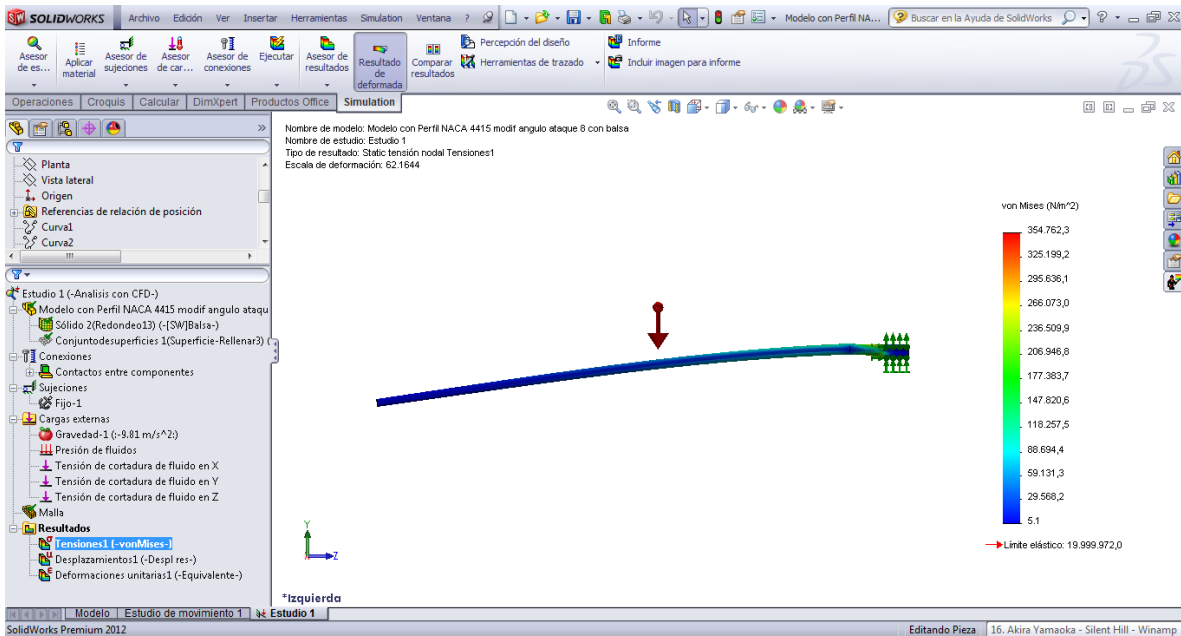 SW SOLIDWORKS Archivo Edición Ver Insertar Herramientas Simulation Ventana ? Modelo con Perfil NA... Buscar en la Ayuda de SolidWorks
Asesor de es...
Aplicar material
Asesor de sujeciones
Asesor de car...
Asesor de conexiones
Ejecutar
Asesor de resultados
Resultado de deformada
Comparar resultados
Percepción del diseño
Herramientas de trazado
Informe
Incluir imagen para informe
Operaciones Croquis Calcular DimXpert Productos Office Simulation
Planta
Vista lateral
Origen
Referencias de relación de posición
Curva1
Curva2
Estudio 1 (-Analisis con CFD-)
Modelo con Perfil NACA 4415 modif angulo ataqu
Sólido 2(Redondeo13) (-[SW]Balsa-)
Conjuntodesuperficies 1(Superficie-Rellenar3) (
Conexiones
Contactos entre componentes
Sujeciones
Fijo-1
Cargas externas
Gravedad-1 (:-9.81 m/s^2:)
Presión de fluidos
Tensión de cortadura de fluido en X
Tensión de cortadura de fluido en Y
Tensión de cortadura de fluido en Z
Malla
Resultados
Tensiones1 (-vonMises-)
Desplazamientos1 (-Despl res-)
Deformaciones unitarias1 (-Equivalente-)
Nombre de modelo: Modelo con Perfil NACA 4415 modif angulo ataque 8 con balsa
Nombre de estudio: Estudio 1
Tipo de resultado: Static tensión nodal Tensiones1
Escala de deformación: 62.1644
von Mises (N/m^2)
354.762,3
325.199,2
295.636,1
266.073,0
236.509,9
206.946,8
177.383,7
147.820,6
118.257,5
88.694,4
59.131,3
29.568,2
5.1
Límite elástico: 19.999.972,0
Y
Z
*Izquierda
Modelo Estudio de movimiento 1 Estudio 1
SolidWorks Premium 2012 Editando Pieza 16. Akira Yamaoka - Silent Hill - Winamp